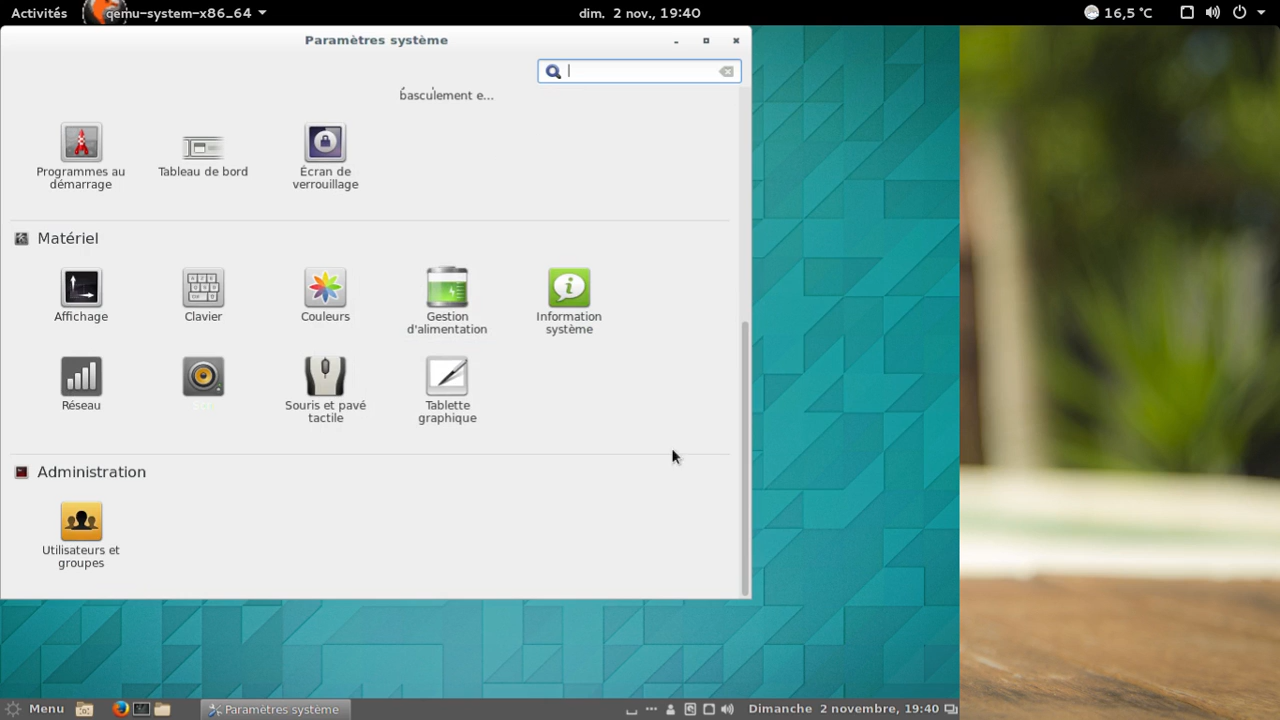 Activités qemu-system-x86_64 dim. 2 nov., 19:40 16,5 °C
Paramètres système
basculement e...
Programmes au
démarrage
Tableau de bord
Écran de
verrouillage
Matériel
Affichage
Clavier
Couleurs
Gestion
d'alimentation
Information
système
Réseau
Souris et pavé
tactile
Tablette
graphique
Administration
Utilisateurs et
groupes
Menu Paramètres système Dimanche 2 novembre, 19:40